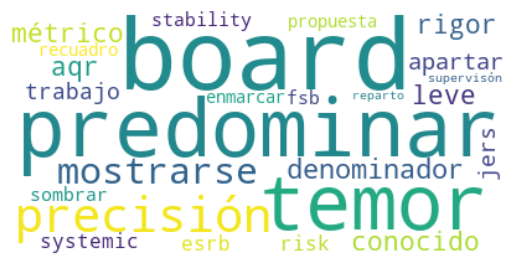 stability propuesta
métrico board rigor
recuadro
aqr apartar
supervisón
trabajo enmarcar fsb reparto leve
predominar
mostrarse denominador jers
sombrar temor
precisión
systemic esrb risk conocido